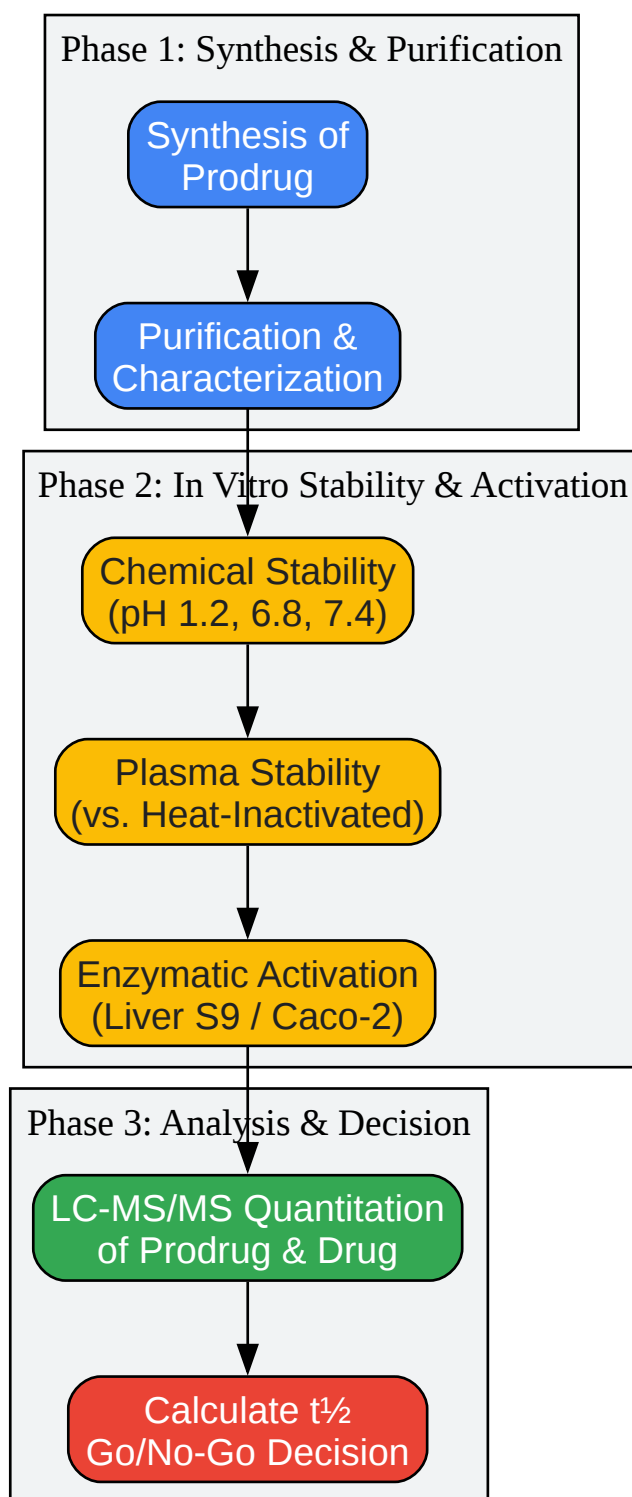 Phase 1: Synthesis & Purification
Synthesis of
Prodrug
Purification &
Characterization
Phase 2: In Vitro Stability & Activation
Chemical Stability
(pH 1.2, 6.8, 7.4)
Plasma Stability
(vs. Heat-Inactivated)
Enzymatic Activation
(Liver S9 / Caco-2)
Phase 3: Analysis & Decision
LC-MS/MS Quantitation
of Prodrug & Drug
Calculate t½
Go/No-Go Decision